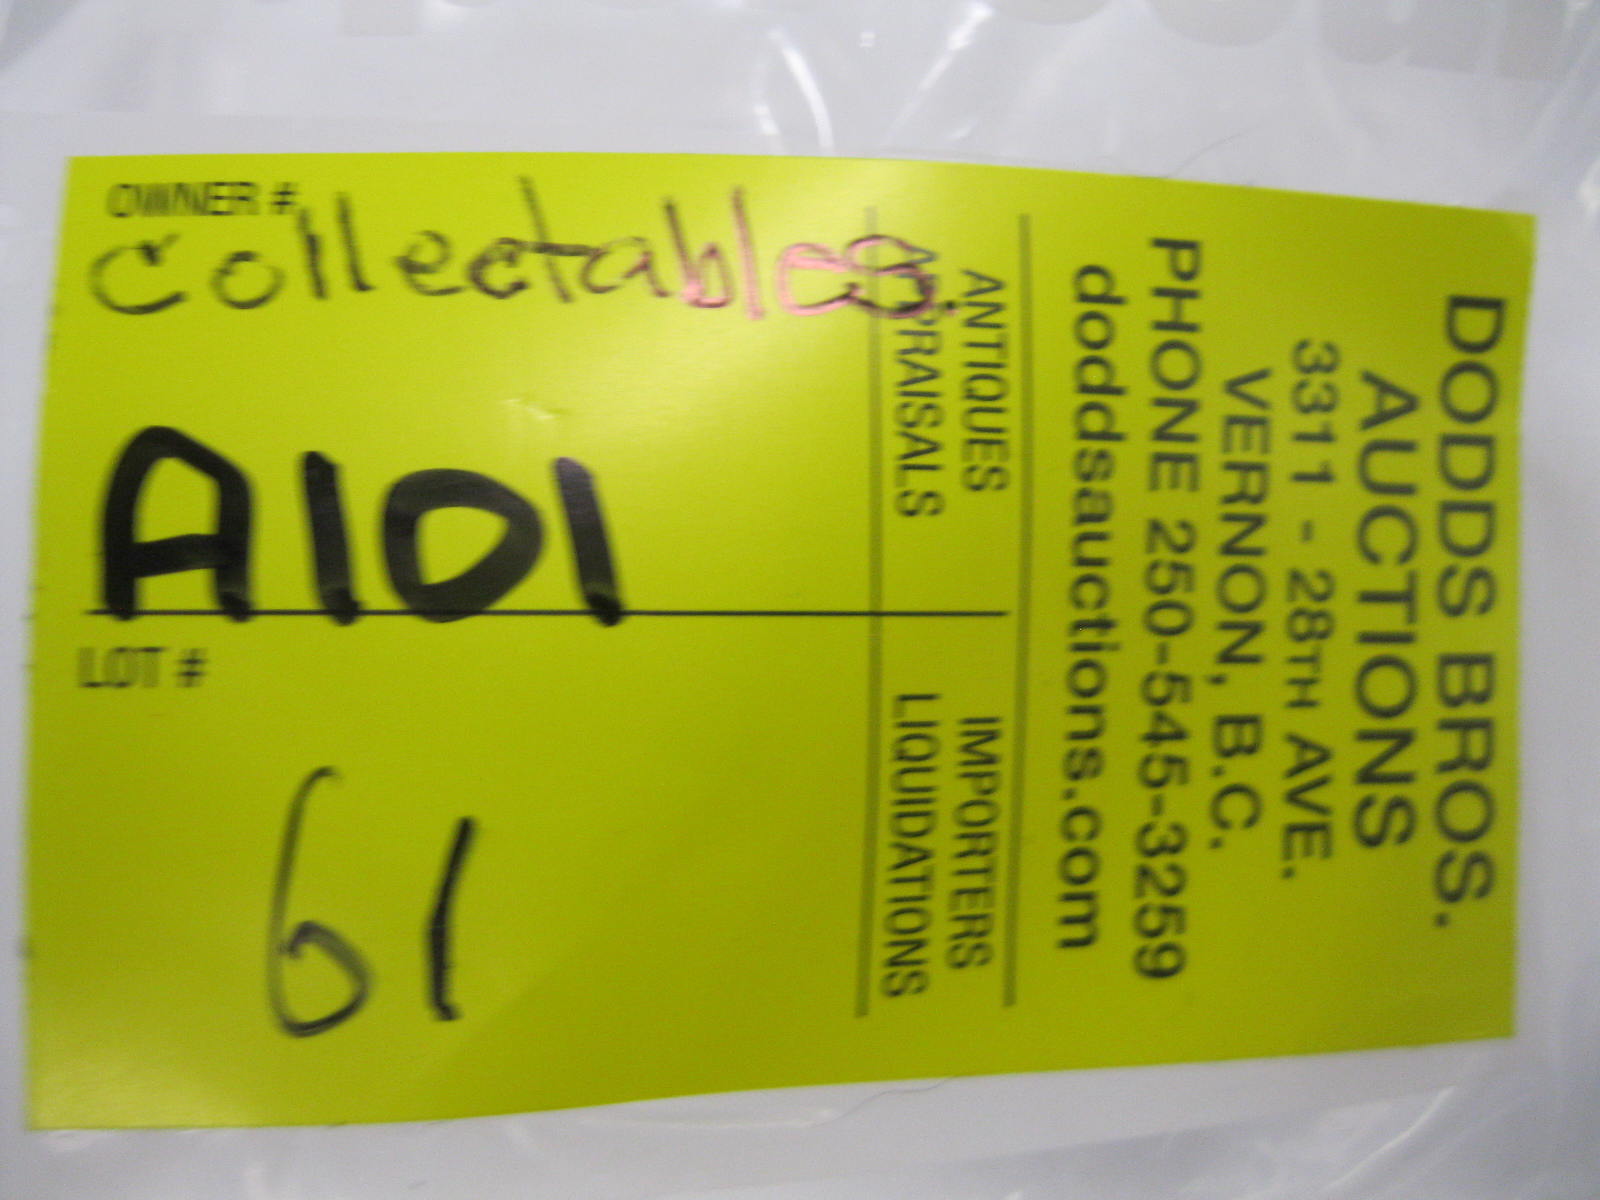 DODDS BROS.
AUCTIONS
3311 - 28TH AVE.
VERNON, B.C.
PHONE 250-545-3259
doddsauctions.com
ANTIQUES IMPORTERS
APPRAISALS LIQUIDATIONS
OWNER #
collectables.
A101
LOT #
61